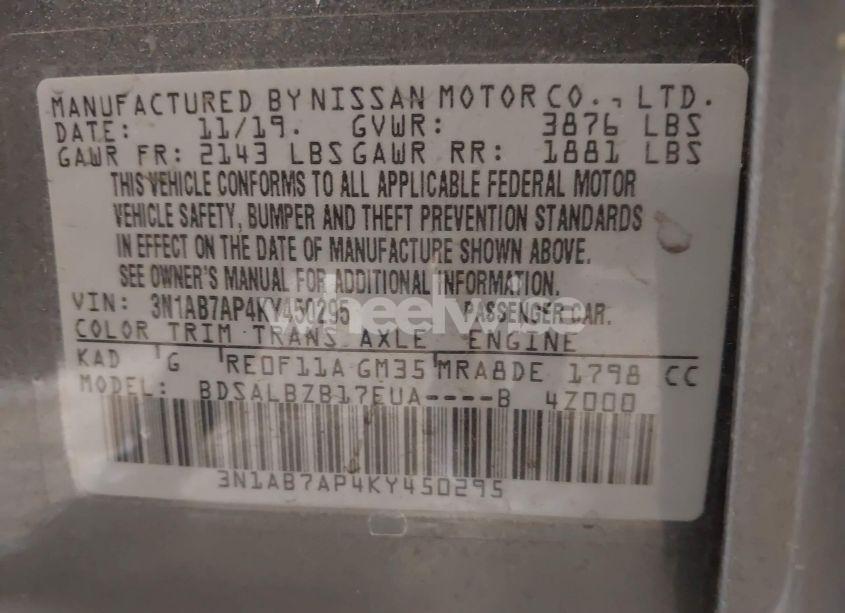 MANUFACTURED BY NISSAN MOTOR CO., LTD.
DATE: 11/19. GVWR: 3876 LBS
GAWR FR: 2143 LBS GAWR RR: 1881 LBS
THIS VEHICLE CONFORMS TO ALL APPLICABLE FEDERAL MOTOR
VEHICLE SAFETY, BUMPER AND THEFT PREVENTION STANDARDS
IN EFFECT ON THE DATE OF MANUFACTURE SHOWN ABOVE.
SEE OWNER'S MANUAL FOR ADDITIONAL INFORMATION.
VIN: 3N1AB7AP4KY450295 PASSENGER CAR.
wheelwise
COLOR TRIM TRANS AXLE ENGINE
KAD G RE0F11A GM35 MRA8DE 1798 CC
MODEL: BDSALBZB17EUA----B 4Z000
3N1AB7AP4KY450295